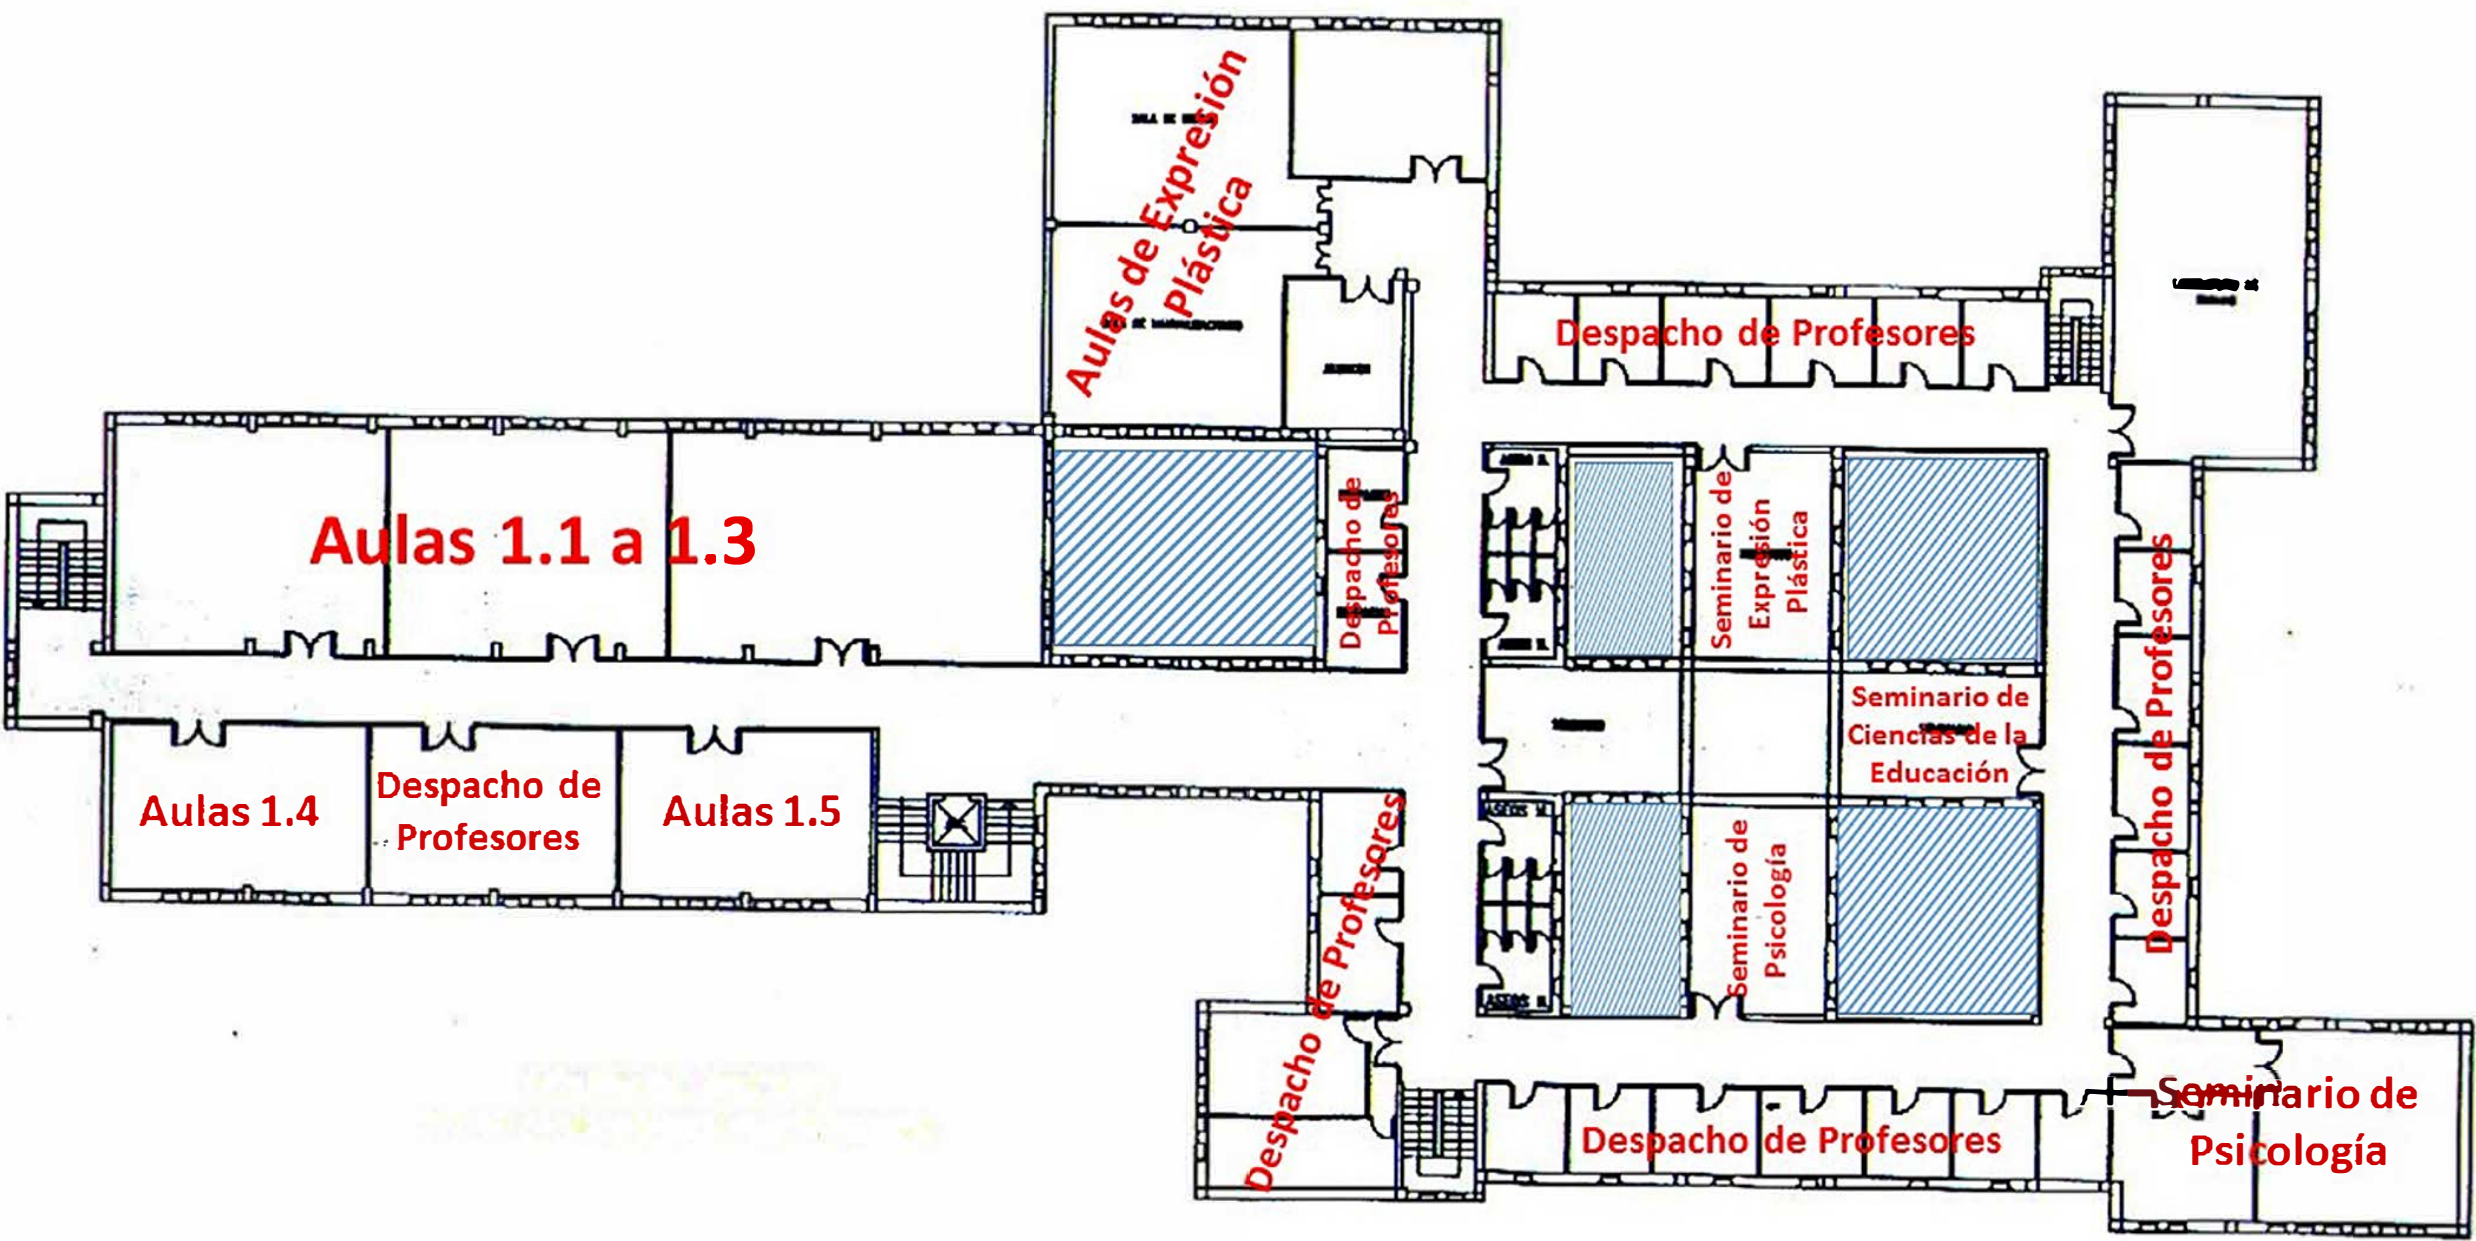 Aulas de Expresión
Plástica
Despacho de Profesores
Aulas 1.1 a 1.3
Despacho de
Profesores
ASEOS M.
ASEOS M.
Seminario de
Expresión
Plástica
Despacho de Profesores
Seminario de
Ciencias de la
Educación
Aulas 1.4
Despacho de
Profesores
Aulas 1.5
Despacho de Profesores
Seminario de
Psicología
Despacho de Profesores
Seminario de
Psicología